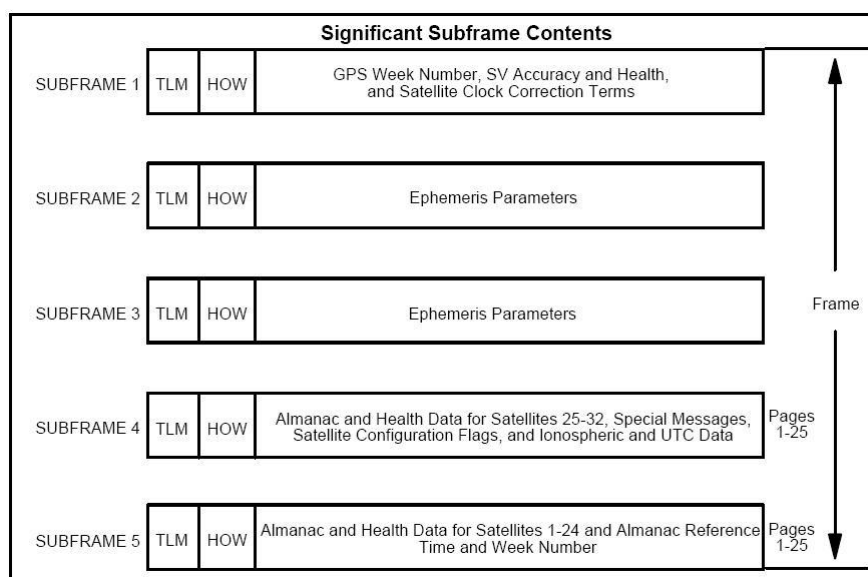 Significant Subframe Contents
SUBFRAME 1 TLM HOW GPS Week Number, SV Accuracy and Health,
and Satellite Clock Correction Terms
SUBFRAME 2 TLM HOW Ephemeris Parameters
SUBFRAME 3 TLM HOW Ephemeris Parameters
Frame
SUBFRAME 4 TLM HOW Almanac and Health Data for Satellites 25-32, Special Messages,
Satellite Configuration Flags, and Ionospheric and UTC Data
Pages
1-25
SUBFRAME 5 TLM HOW Almanac and Health Data for Satellites 1-24 and Almanac Reference
Time and Week Number
Pages
1-25